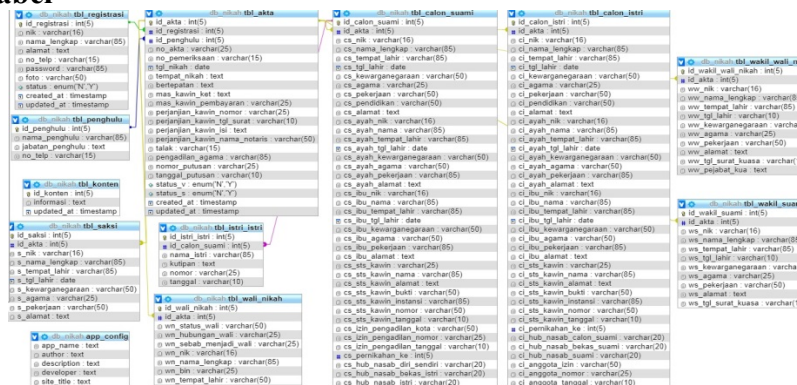 abel
db_nikah tbl_registrasi
id_registrasi : int(5)
nik : varchar(16)
nama_lengkap : varchar(85)
alamat : text
no_telp : varchar(15)
password : varchar(85)
foto : varchar(50)
status : enum('N','Y')
created_at : timestamp
updated_at : timestamp
db_nikah tbl_penghulu
id_penghulu : int(5)
nama_penghulu : varchar(85)
jabatan_penghulu : text
no_telp : varchar(15)
db_nikah tbl_konten
id_konten : int(5)
informasi : text
updated_at : timestamp
db_nikah tbl_saksi
id_saksi : int(5)
id_akta : int(5)
s_nik : varchar(16)
s_nama_lengkap : varchar(85)
s_tempat_lahir : varchar(85)
s_tgl_lahir : date
s_kewarganegaraan : varchar(50)
s_agama : varchar(25)
s_pekerjaan : varchar(50)
s_alamat : text
db_nikah app_config
app_name : text
author : text
description : text
developer : text
site_title : text
db_nikah tbl_akta
id_akta : int(5)
id_registrasi : int(5)
id_penghulu : int(5)
no_akta : varchar(25)
no_pemeriksaan : varchar(15)
tgl_nikah : date
tempat_nikah : text
bertepatan : text
mas_kawin_ket : text
mas_kawin_pembayaran : varchar(25)
perjanjian_kawin_nomor : varchar(25)
perjanjian_kawin_tgl_surat : varchar(10)
perjanjian_kawin_isi : text
perjanjian_kawin_nama_notaris : varchar(50)
talak : varchar(15)
pengadilan_agama : varchar(85)
nomor_putusan : varchar(25)
tanggal_putusan : varchar(10)
status_v : enum('N','Y')
status_s : enum('N','Y')
created_at : timestamp
updated_at : timestamp
db_nikah tbl_istri_istri
id_istri_istri : int(5)
id_calon_suami : int(5)
nama_istri : varchar(85)
kutipan : text
nomor : varchar(25)
tanggal : varchar(10)
db_nikah tbl_wali_nikah
id_wali_nikah : int(5)
id_akta : int(5)
wn_status_wali : varchar(50)
wn_hubungan_wali : varchar(25)
wn_sebab_menjadi_wali : varchar(25)
wn_nik : varchar(16)
wn_nama_lengkap : varchar(85)
wn_bin : varchar(25)
wn_tempat_lahir : varchar(50)
db_nikah tbl_calon_suami
id_calon_suami : int(5)
id_akta : int(5)
cs_nik : varchar(16)
cs_nama_lengkap : varchar(85)
cs_tempat_lahir : varchar(85)
cs_tgl_lahir : date
cs_kewarganegaraan : varchar(50)
cs_agama : varchar(25)
cs_pekerjaan : varchar(50)
cs_pendidikan : varchar(50)
cs_alamat : text
cs_ayah_nik : varchar(16)
cs_ayah_nama : varchar(85)
cs_ayah_tempat_lahir : varchar(85)
cs_ayah_tgl_lahir : date
cs_ayah_kewarganegaraan : varchar(50)
cs_ayah_agama : varchar(50)
cs_ayah_pekerjaan : varchar(85)
cs_ayah_alamat : text
cs_ibu_nik : varchar(16)
cs_ibu_nama : varchar(85)
cs_ibu_tempat_lahir : varchar(85)
cs_ibu_tgl_lahir : date
cs_ibu_kewarganegaraan : varchar(50)
cs_ibu_agama : varchar(50)
cs_ibu_pekerjaan : varchar(85)
cs_ibu_alamat : text
cs_sts_kawin : varchar(25)
cs_sts_kawin_nama : varchar(85)
cs_sts_kawin_alamat : text
cs_sts_kawin_bukti : varchar(50)
cs_sts_kawin_instansi : varchar(85)
cs_sts_kawin_nomor : varchar(50)
cs_sts_kawin_tanggal : varchar(10)
cs_izin_pengadilan_kota : varchar(50)
cs_izin_pengadilan_nomor : varchar(25)
cs_izin_pengadilan_tanggal : varchar(10)
cs_pernikahan_ke : int(5)
cs_hub_nasab_diri_sendiri : varchar(20)
cs_hub_nasab_bekas_istri : varchar(20)
cs_hub_nasab_istri : varchar(20)
db_nikah tbl_calon_istri
id_calon_istri : int(5)
id_akta : int(5)
ci_nik : varchar(16)
ci_nama_lengkap : varchar(85)
ci_tempat_lahir : varchar(85)
ci_tgl_lahir : date
ci_kewarganegaraan : varchar(50)
ci_agama : varchar(25)
ci_pekerjaan : varchar(50)
ci_pendidikan : varchar(50)
ci_alamat : text
ci_ayah_nik : varchar(16)
ci_ayah_nama : varchar(85)
ci_ayah_tempat_lahir : varchar(85)
ci_ayah_tgl_lahir : date
ci_ayah_kewarganegaraan : varchar(50)
ci_ayah_agama : varchar(50)
ci_ayah_pekerjaan : varchar(85)
ci_ayah_alamat : text
ci_ibu_nik : varchar(16)
ci_ibu_nama : varchar(85)
ci_ibu_tempat_lahir : varchar(85)
ci_ibu_tgl_lahir : date
ci_ibu_kewarganegaraan : varchar(50)
ci_ibu_agama : varchar(50)
ci_ibu_pekerjaan : varchar(85)
ci_ibu_alamat : text
ci_sts_kawin : varchar(25)
ci_sts_kawin_nama : varchar(85)
ci_sts_kawin_alamat : text
ci_sts_kawin_bukti : varchar(50)
ci_sts_kawin_instansi : varchar(85)
ci_sts_kawin_nomor : varchar(50)
ci_sts_kawin_tanggal : varchar(10)
ci_pernikahan_ke : int(5)
ci_hub_nasab_calon_suami : varchar(20)
ci_hub_nasab_bekas_suami : varchar(20)
ci_hub_nasab_suami : varchar(20)
ci_anggota_izin : varchar(50)
ci_anggota_nomor : varchar(25)
ci_anggota_tanggal : varchar(10)
db_nikah tbl_wakil_wali_n
id_wakil_wali_nikah : int(5)
id_akta : int(5)
ww_nik : varchar(16)
ww_nama_lengkap : varchar(8
ww_tempat_lahir : varchar(85)
ww_tgl_lahir : varchar(10)
ww_kewarganegaraan : varcha
ww_agama : varchar(25)
ww_pekerjaan : varchar(50)
ww_alamat : text
ww_tgl_surat_kuasa : varchar(
ww_pejabat_kua : text
db_nikah tbl_wakil_suam
id_wakil_suami : int(5)
id_akta : int(5)
ws_nik : varchar(16)
ws_nama_lengkap : varchar(85
ws_tempat_lahir : varchar(85)
ws_tgl_lahir : varchar(10)
ws_kewarganegaraan : varcha
ws_agama : varchar(25)
ws_pekerjaan : varchar(50)
ws_alamat : text
ws_tgl_surat_kuasa : varchar(1